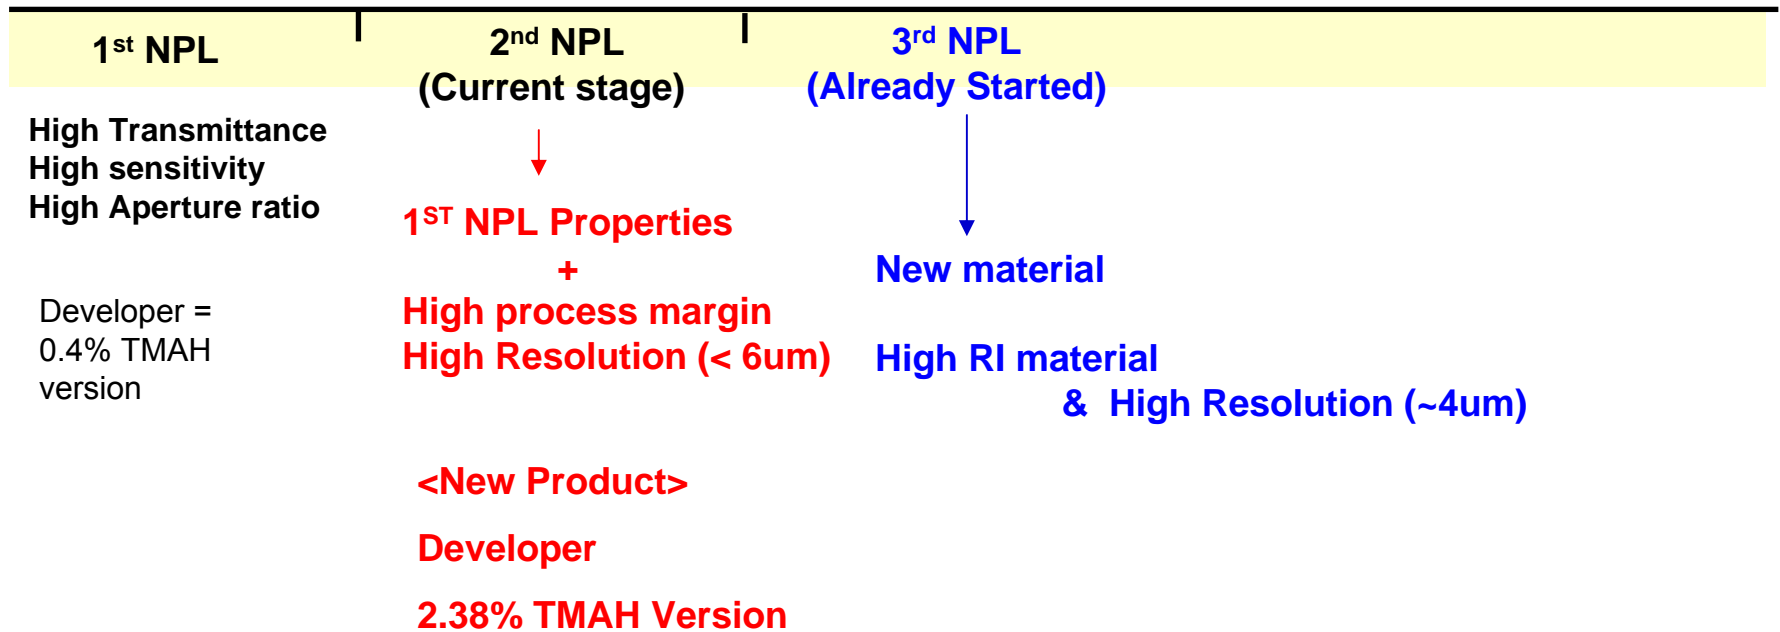 1st NPL
High Transmittance
High sensitivity
High Aperture ratio
Developer =
0.4% TMAH
version
2nd NPL
(Current stage)
1ST NPL Properties
+
High process margin
High Resolution (< 6um)
<New Product>
Developer
2.38% TMAH Version
3rd NPL
(Already Started)
New material
High RI material
& High Resolution (~4um)